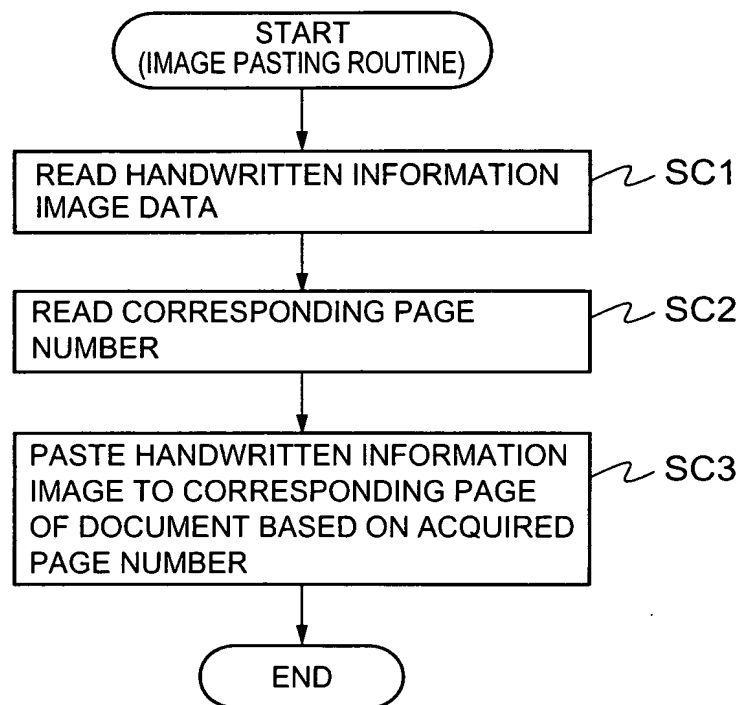 START
(IMAGE PASTING ROUTINE)
READ HANDWRITTEN INFORMATION
IMAGE DATA
SC1
READ CORRESPONDING PAGE
NUMBER
SC2
PASTE HANDWRITTEN INFORMATION
IMAGE TO CORRESPONDING PAGE
OF DOCUMENT BASED ON ACQUIRED
PAGE NUMBER
SC3
END